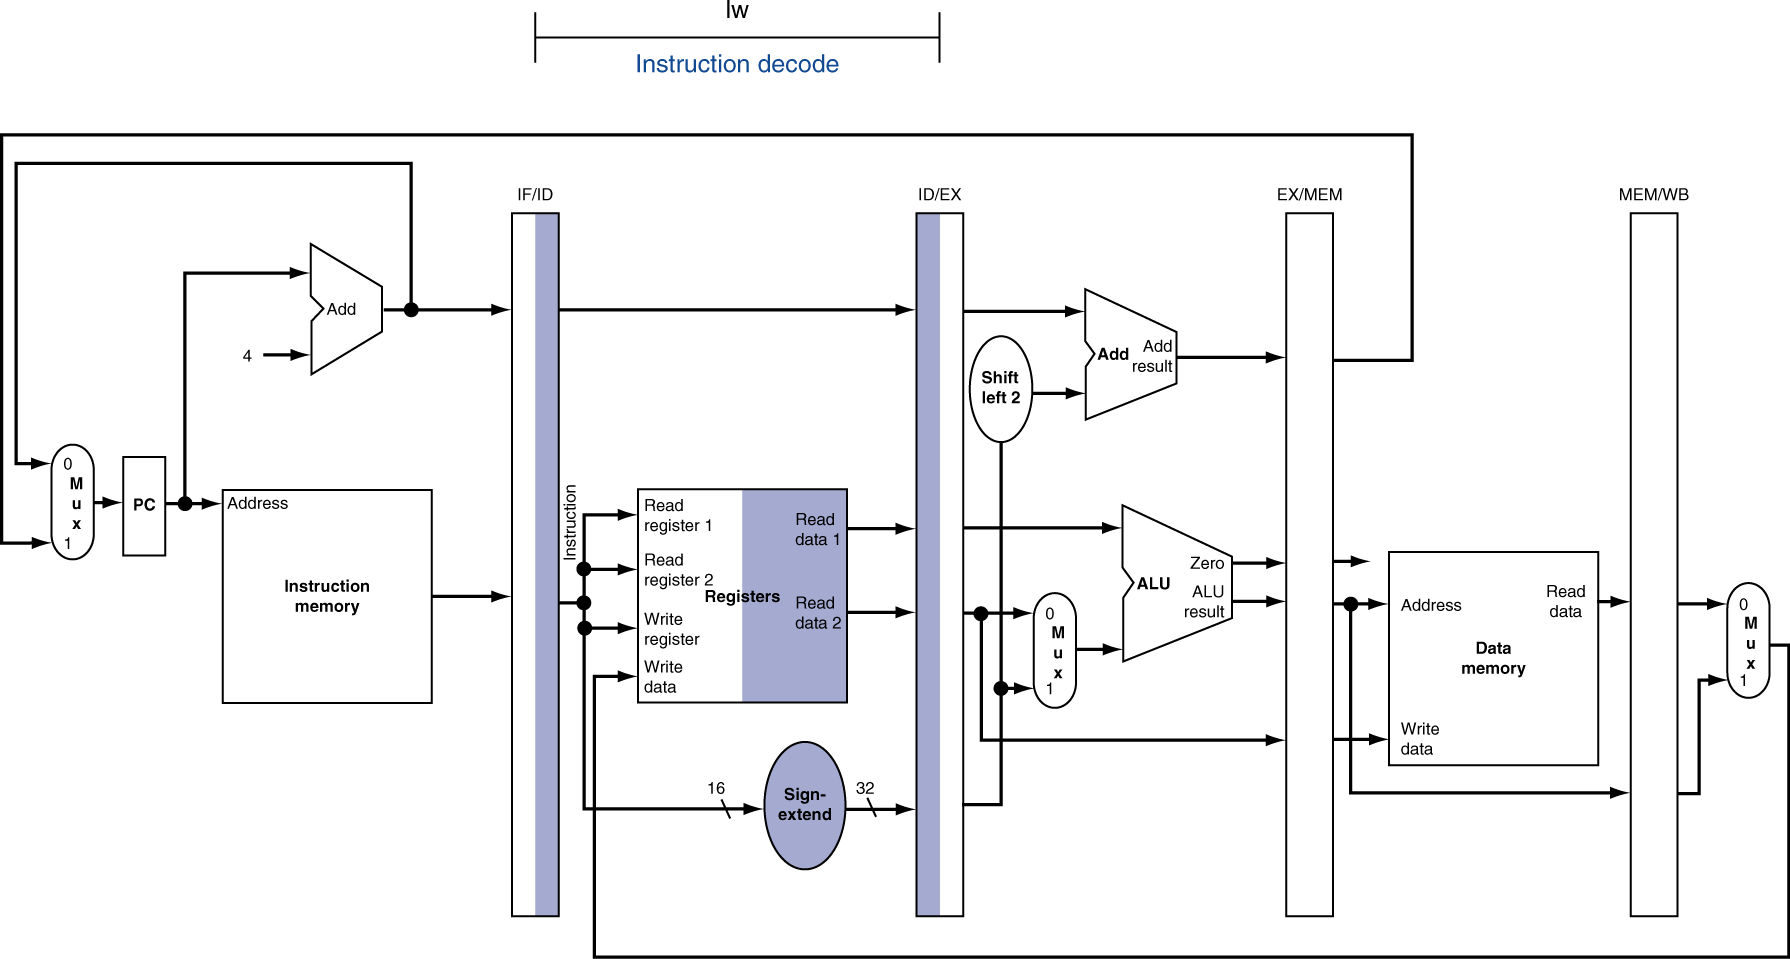 lw
Instruction decode
IF/ID
ID/EX
EX/MEM
MEM/WB
Add
4
0
M
u
x
1
PC
Address
Instruction
memory
Instruction
Read
register 1
Read
register 2
Registers
Write
register
Write
data
Read
data 1
Read
data 2
16
Sign-
extend
32
Shift
left 2
Add
Add
result
0
M
u
x
1
ALU
Zero
ALU
result
Address
Read
data
Data
memory
Write
data
0
M
u
x
1